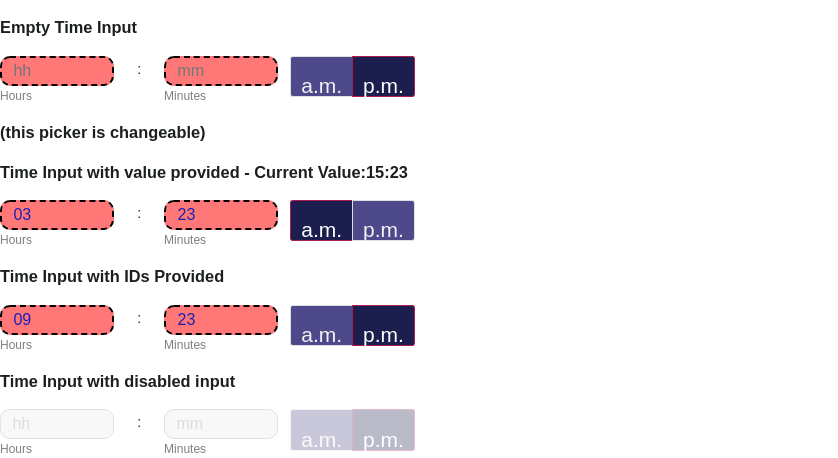 Empty Time Input
hh : mm a.m. p.m.
Hours Minutes
(this picker is changeable)
Time Input with value provided - Current Value:15:23
03 : 23 a.m. p.m.
Hours Minutes
Time Input with IDs Provided
09 : 23 a.m. p.m.
Hours Minutes
Time Input with disabled input
hh : mm a.m. p.m.
Hours Minutes